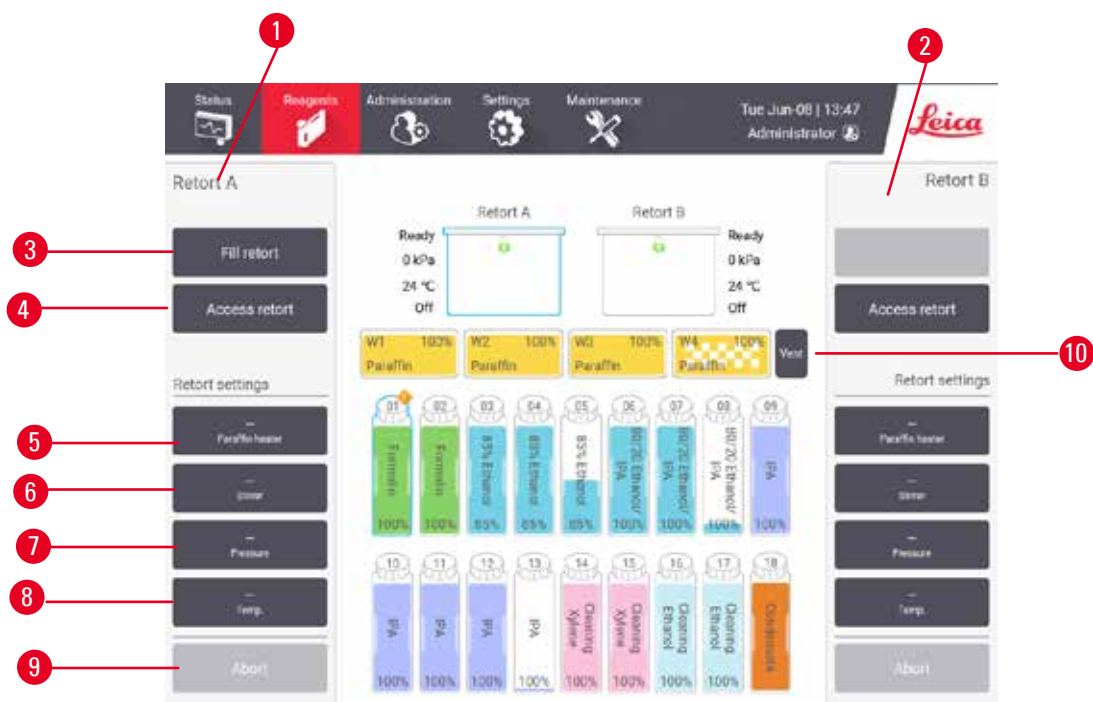 1
2
Status
Reagents
Administration
Settings
Maintenance
Tue Jun-08 | 13:47
Administrator
Leica
Retort A
Retort B
3
Fill retort
4
Access retort
Retort A
Retort B
Ready
0 kPa
24 °C
Off
Ready
0 kPa
24 °C
Off
Access retort
W1 100%
Paraffin
W2 100%
Paraffin
W3 100%
Paraffin
W4 100%
Paraffin
Vent
10
Retort settings
Retort settings
5
Paraffin heater
6
Stirrer
7
Pressure
8
Temp.
9
Abort
Paraffin heater
Stirrer
Pressure
Temp.
Abort
01
Formalin
100%
02
Formalin
100%
03
85% Ethanol
85%
04
85% Ethanol
85%
05
85% Ethanol
85%
06
80/20 Ethanol/
IPA
100%
07
80/20 Ethanol/
IPA
100%
08
80/20 Ethanol/
IPA
100%
09
IPA
100%
10
IPA
100%
11
IPA
100%
12
IPA
100%
13
IPA
100%
14
Cleaning
Xylene
100%
15
Cleaning
Xylene
100%
16
Cleaning
Ethanol
100%
17
Cleaning
Ethanol
100%
18
Condensate